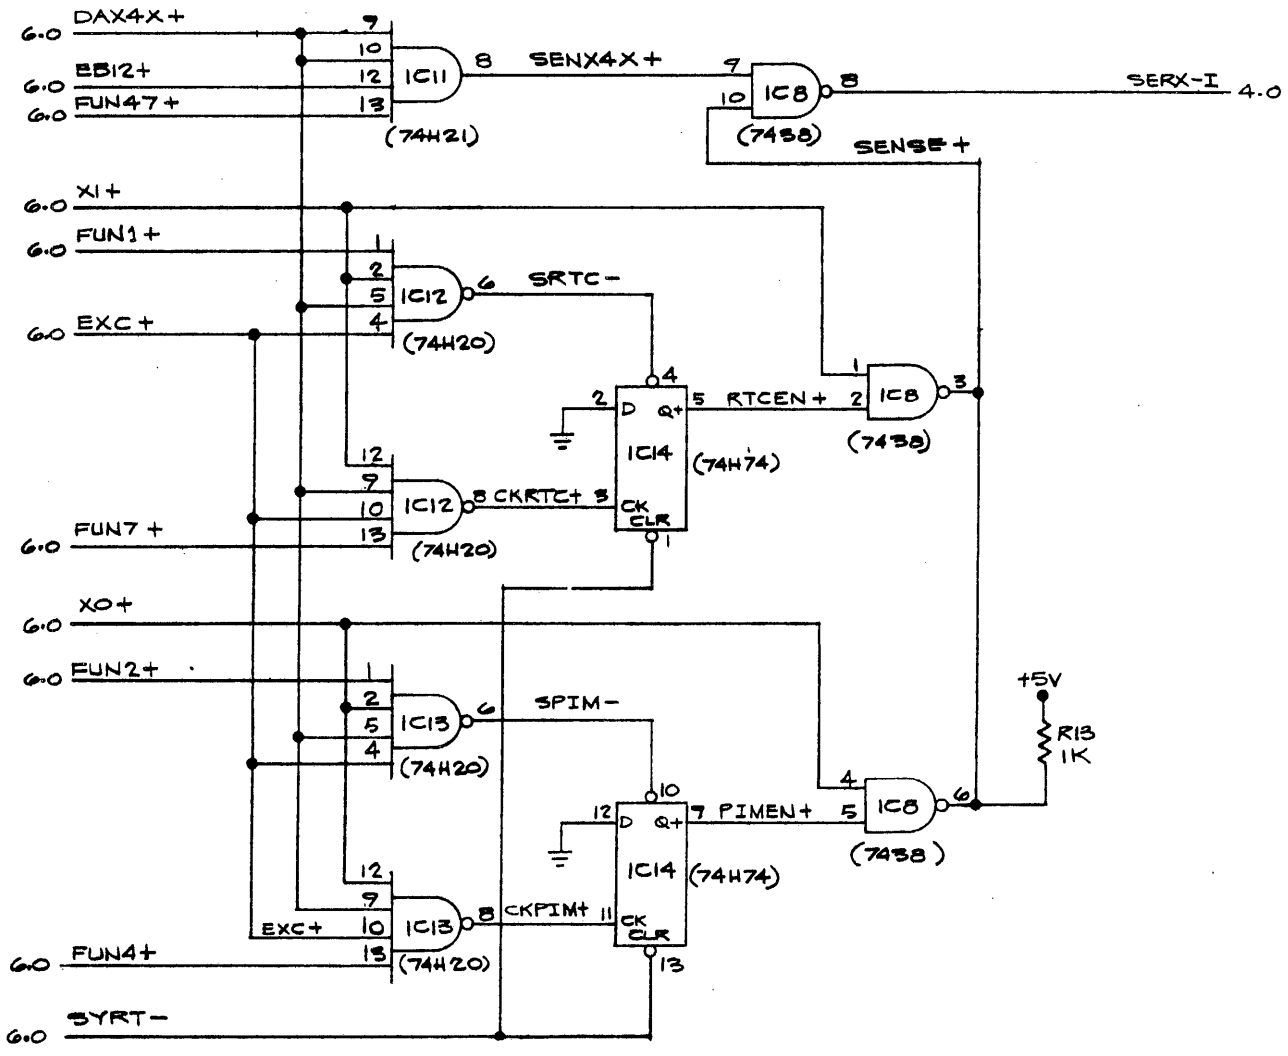 DAX4X+
6.0
9
10
12
13
IC11
(74H21)
8
SENX4X+
9
10
IC8
(7438)
8
SERX-I
4.0
EB12+
6.0
FUN47+
6.0
SENSE+
X1+
6.0
FUN1+
6.0
1
2
5
4
IC12
(74H20)
6
SRTC-
EXC+
6.0
4
2
D
Q+
5
RTCEN+
IC14
(74H74)
CK
CLR
1
1
2
IC8
(7438)
3
12
9
10
13
IC12
(74H20)
8
CKRTC+
3
FUN7+
6.0
X0+
6.0
FUN2+
6.0
1
2
5
4
IC13
(74H20)
6
SPIM-
+5V
R13
1K
10
12
D
Q+
9
PIMEN+
IC14
(74H74)
CK
CLR
13
4
5
IC8
(7438)
6
12
9
EXC+
10
13
IC13
(74H20)
8
CKPIM+
11
FUN4+
6.0
SYRT-
6.0